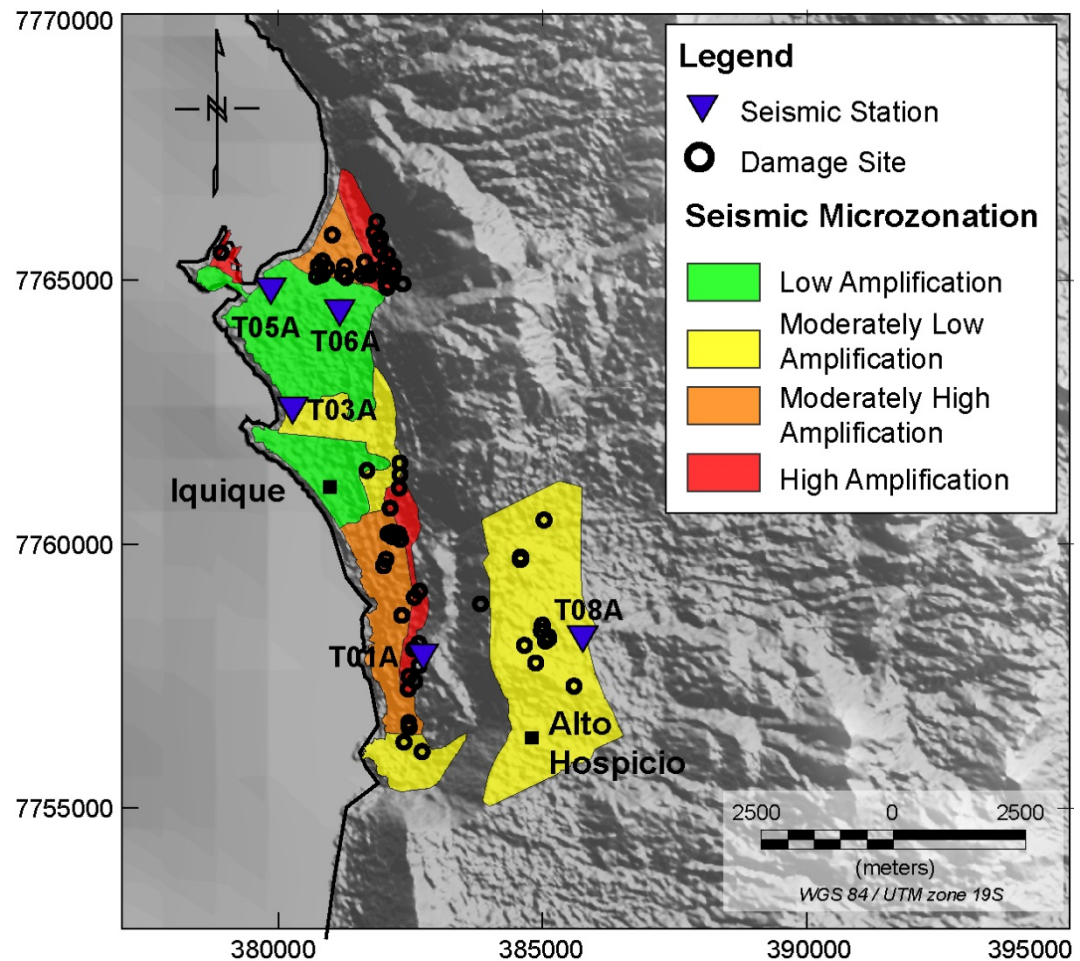 7770000
7765000
7760000
7755000
N
Legend
Seismic Station
Damage Site
Seismic Microzonation
Low Amplification
Moderately Low
Amplification
Moderately High
Amplification
High Amplification
T05A
T06A
T03A
Iquique
T08A
T01A
Alto
Hospicio
2500 0 2500
(meters)
WGS 84 / UTM zone 19S
380000 385000 390000 395000